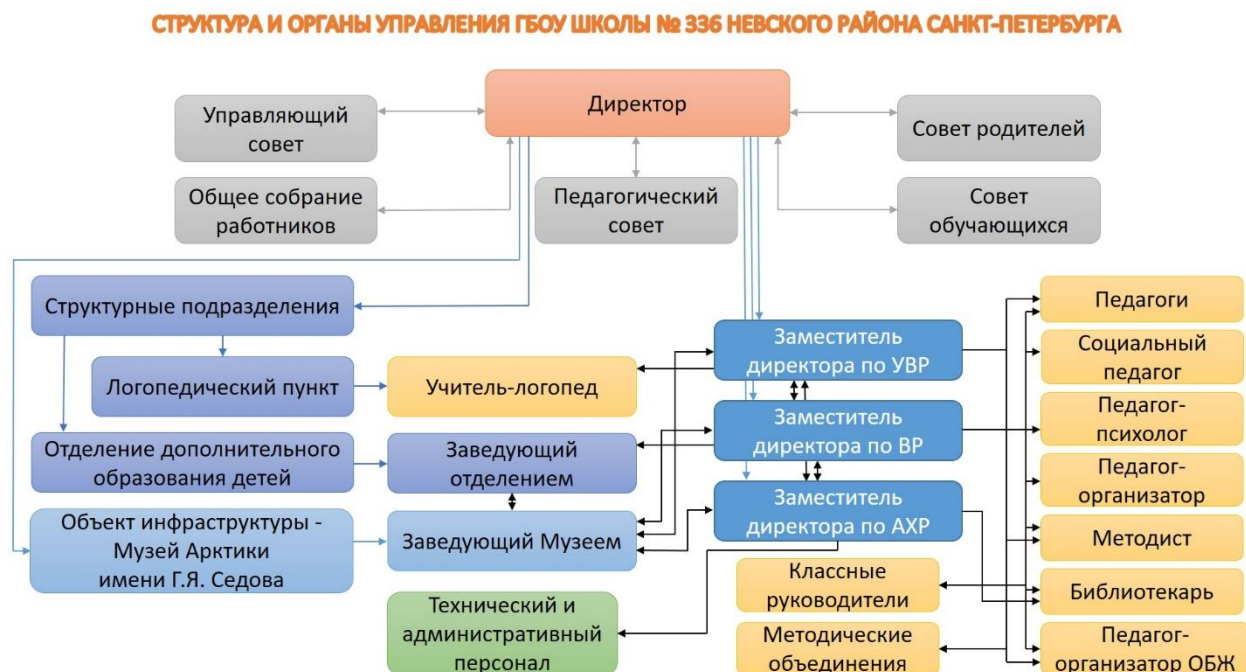 СТРУКТУРА И ОРГАНЫ УПРАВЛЕНИЯ ГБОУ ШКОЛЫ № 336 НЕВСКОГО РАЙОНА САНКТ-ПЕТЕРБУРГА
Директор
Управляющий
совет
Совет родителей
Общее собрание
работников
Педагогический
совет
Совет
обучающихся
Структурные подразделения
Логопедический пункт
Учитель-логопед
Отделение дополнительного
образования детей
Заведующий
отделением
Объект инфраструктуры -
Музей Арктики
имени Г.Я. Седова
Заведующий Музеем
Технический и
административный
персонал
Заместитель
директора по УВР
Заместитель
директора по ВР
Заместитель
директора по АХР
Классные
руководители
Методические
объединения
Педагоги
Социальный
педагог
Педагог-
психолог
Педагог-
организатор
Методист
Библиотекарь
Педагог-
организатор ОБЖ